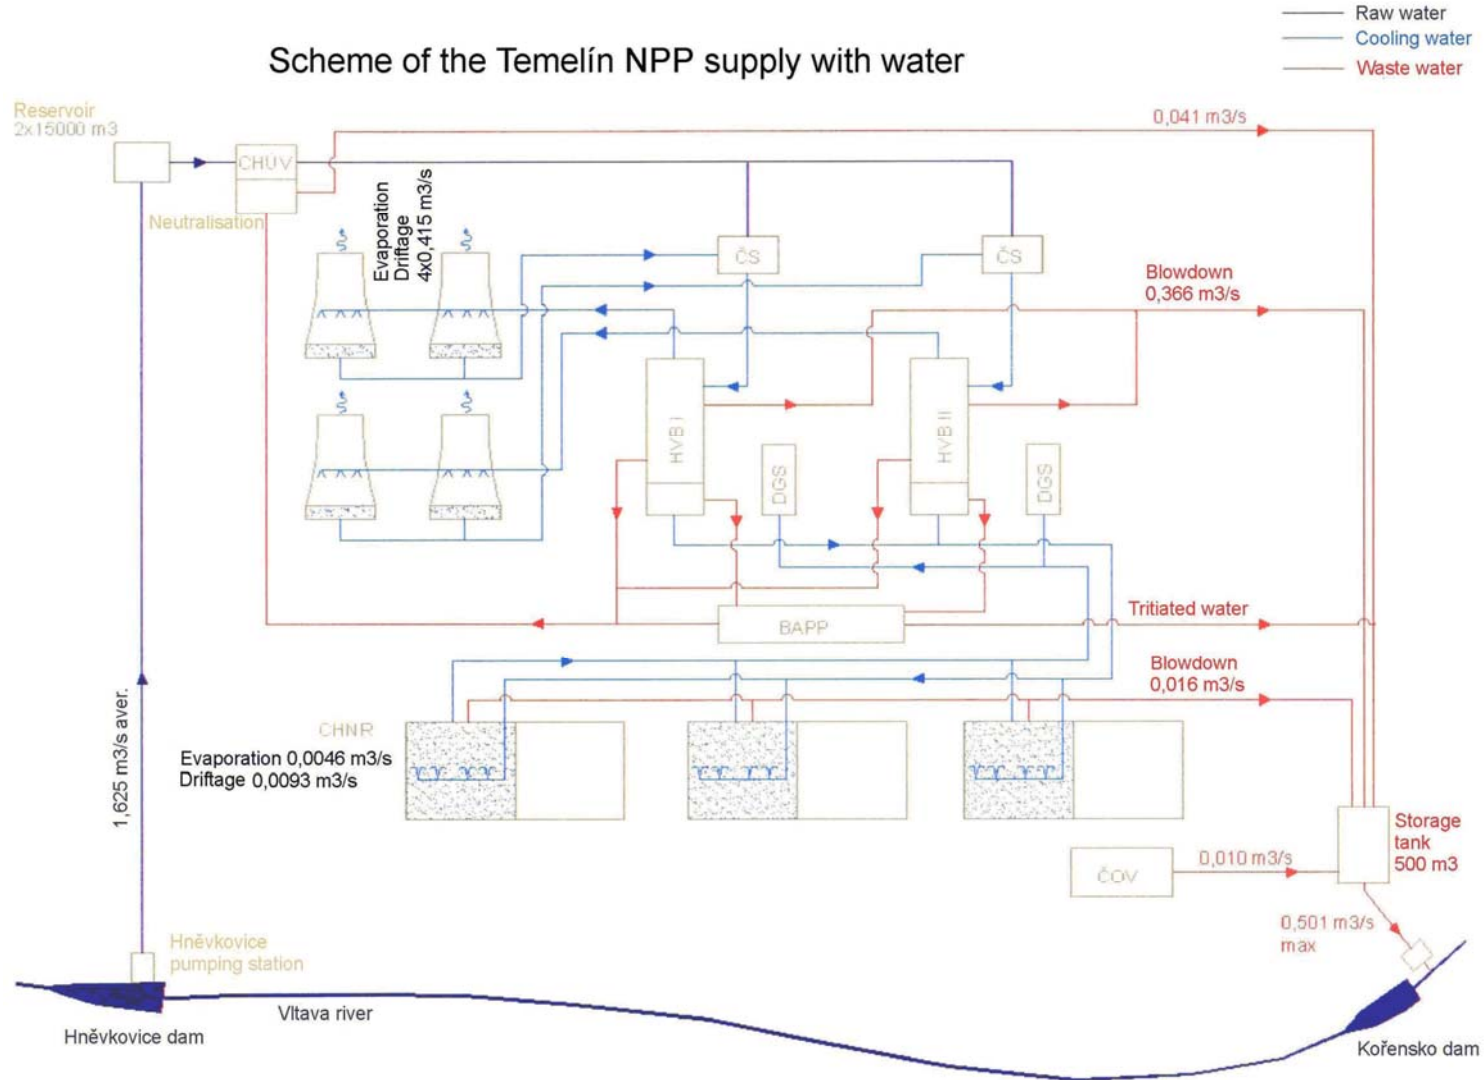 Raw water
Cooling water
Waste water
Scheme of the Temelín NPP supply with water
Reservoir
2x15000 m3
0,041 m3/s
CHÚV
Neutralisation
Evaporation
Driftage
4x0,415 m3/s
ČS
ČS
Blowdown
0,366 m3/s
HVB I
HVB II
DGS
DGS
BAPP
Tritiated water
Blowdown
0,016 m3/s
CHNR
Evaporation 0,0046 m3/s
Driftage 0,0093 m3/s
1,625 m3/s aver.
Storage
tank
500 m3
ČOV
0,010 m3/s
0,501 m3/s
max
Hněvkovice
pumping station
Vltava river
Hněvkovice dam
Kořensko dam